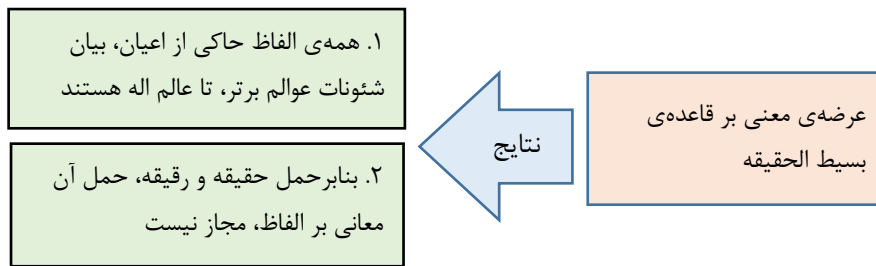 عرضه‌ی معنی بر قاعده‌ی
بسیط الحقیقه
نتایج
۱. همه‌ی الفاظ حاکی از اعیان، بیان
شئونات عوالم برتر، تا عالم اله هستند
۲. بنابرحمل حقیقه و رقیقه، حمل آن
معانی بر الفاظ، مجاز نیست